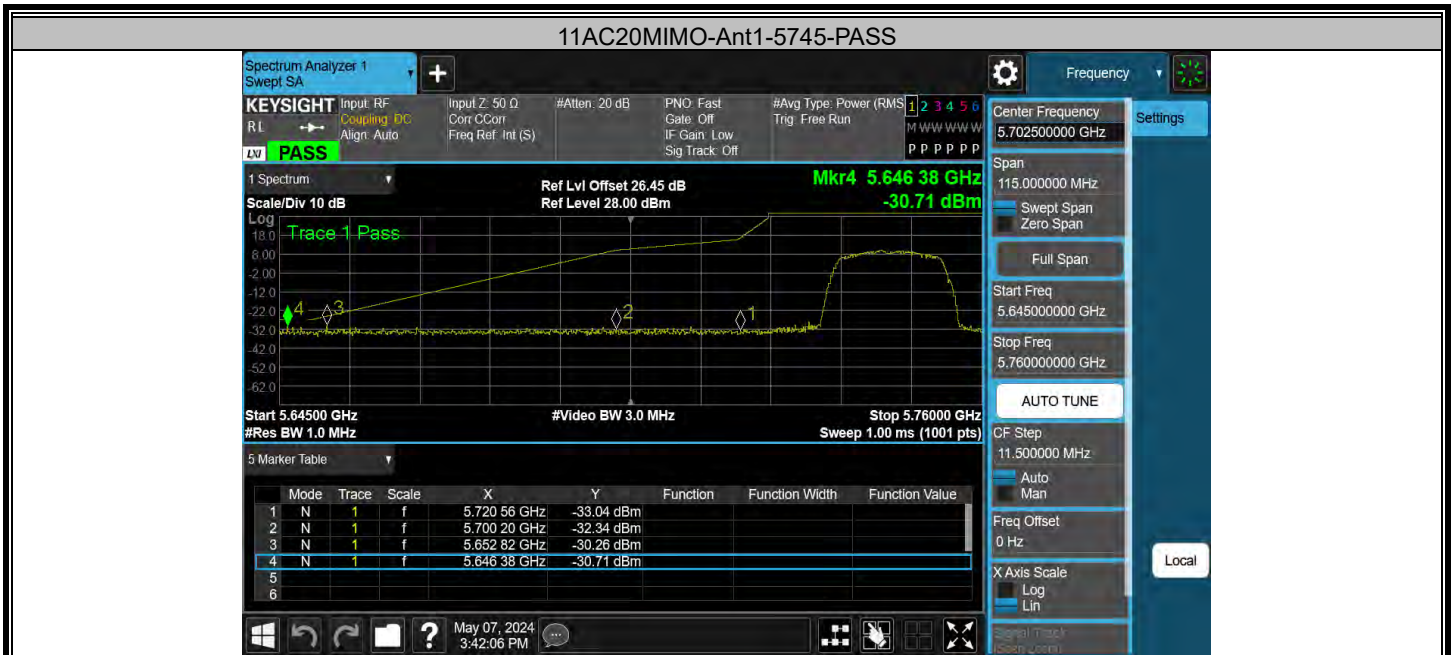 11AC20MIMO-Ant1-5745-PASS
Spectrum Analyzer 1
Swept SA
+
Frequency
KEYSIGHT Input: RF Input Z: 50 Ω #Atten: 20 dB PNO: Fast #Avg Type: Power (RMS 1 2 3 4 5 6
RL Coupling: DC Corr CCorr Gate: Off Trig: Free Run M W W W W W
Align: Auto Freq Ref: Int (S) IF Gain: Low
LXI PASS Sig Track: Off P P P P P P
Center Frequency
5.702500000 GHz
Settings
Span
115.000000 MHz
Swept Span
Zero Span
Full Span
Start Freq
5.645000000 GHz
Stop Freq
5.760000000 GHz
AUTO TUNE
CF Step
11.500000 MHz
Auto
Man
Freq Offset
0 Hz
X Axis Scale
Log
Lin
Signal Track
(Span Zoom)
Local
1 Spectrum
Ref Lvl Offset 26.45 dB
Mkr4 5.646 38 GHz
Scale/Div 10 dB
Ref Level 28.00 dBm
-30.71 dBm
Log
Trace 1 Pass
18.0
8.00
-2.00
-12.0
-22.0
-32.0
-42.0
-52.0
-62.0
4 3 2 1
Start 5.64500 GHz #Video BW 3.0 MHz Stop 5.76000 GHz
#Res BW 1.0 MHz Sweep 1.00 ms (1001 pts)
5 Marker Table
Mode Trace Scale X Y Function Function Width Function Value
1 N 1 f 5.720 56 GHz -33.04 dBm
2 N 1 f 5.700 20 GHz -32.34 dBm
3 N 1 f 5.652 82 GHz -30.26 dBm
4 N 1 f 5.646 38 GHz -30.71 dBm
5
6
?
May 07, 2024
3:42:06 PM